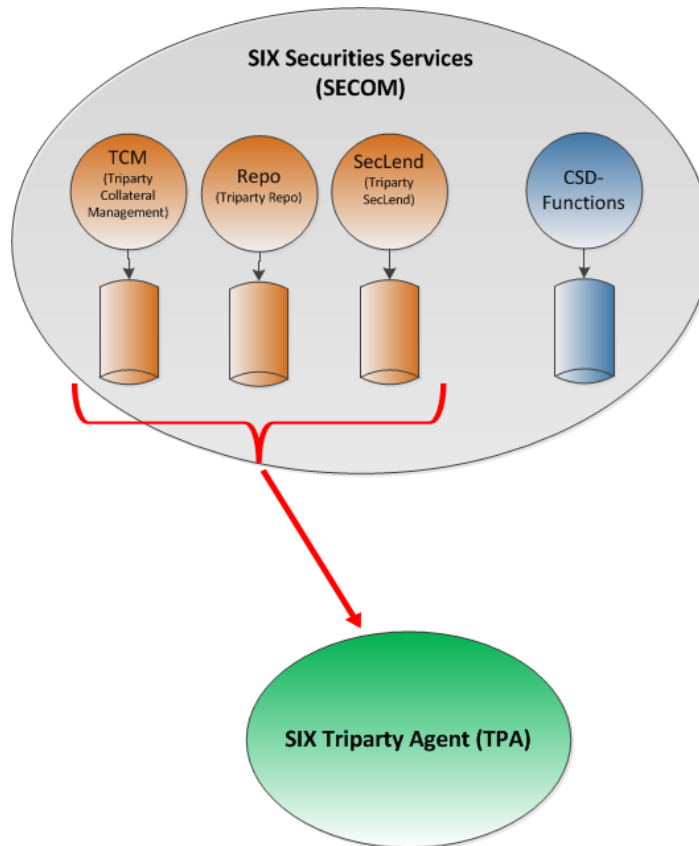 SIX Securities Services
(SECOM)
TCM
(Triparty
Collateral
Management)
Repo
(Triparty Repo)
SecLend
(Triparty
SecLend)
CSD-
Functions
SIX Triparty Agent (TPA)